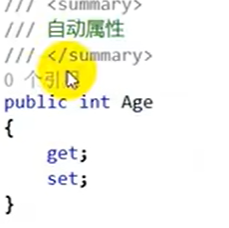 /// <summary>
/// 自动属性
/// </summary>
0 个引用
public int Age
{
get;
set;
}